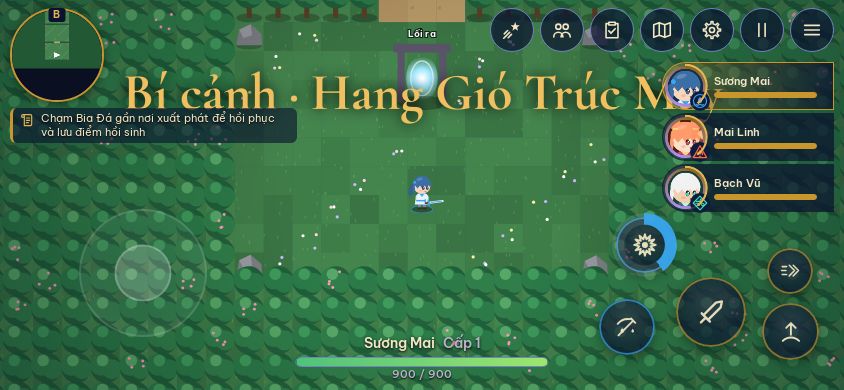 B
Lối ra
Bí cảnh · Hang Gió Trúc M
Chạm Bia Đá gần nơi xuất phát để hồi phục
và lưu điểm hồi sinh
Sương Mai
Mai Linh
Bạch Vũ
Sương Mai Cấp 1
900 / 900